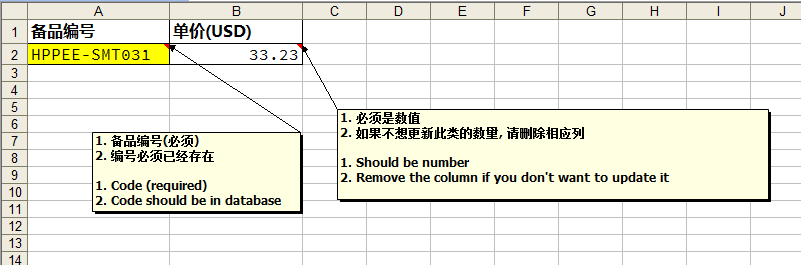 A B C D E F G H I J
1 备品编号 单价(USD)
2 HPPEE-SMT031 33.23
3
4
5
6
1. 必须是数值
2. 如果不想更新此类的数量, 请删除相应列
1. Should be number
2. Remove the column if you don't want to update it
7
1. 备品编号(必须)
8
2. 编号必须已经存在
9
10
1. Code (required)
11
2. Code should be in database
12
13
14